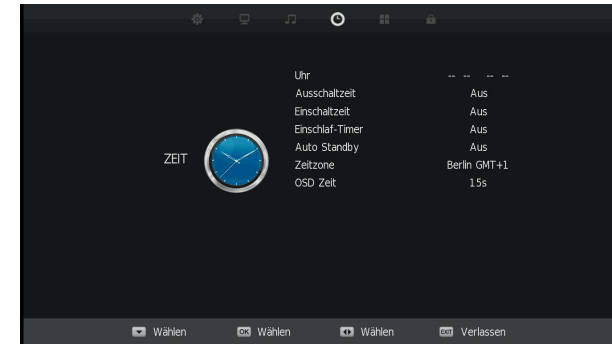 Uhr -- -- -- --
Ausschaltzeit Aus
Einschaltzeit Aus
Einschlaf-Timer Aus
Auto Standby Aus
ZEIT
Zeitzone Berlin GMT+1
OSD Zeit 15s
Wählen OK Wählen Wählen EXIT Verlassen